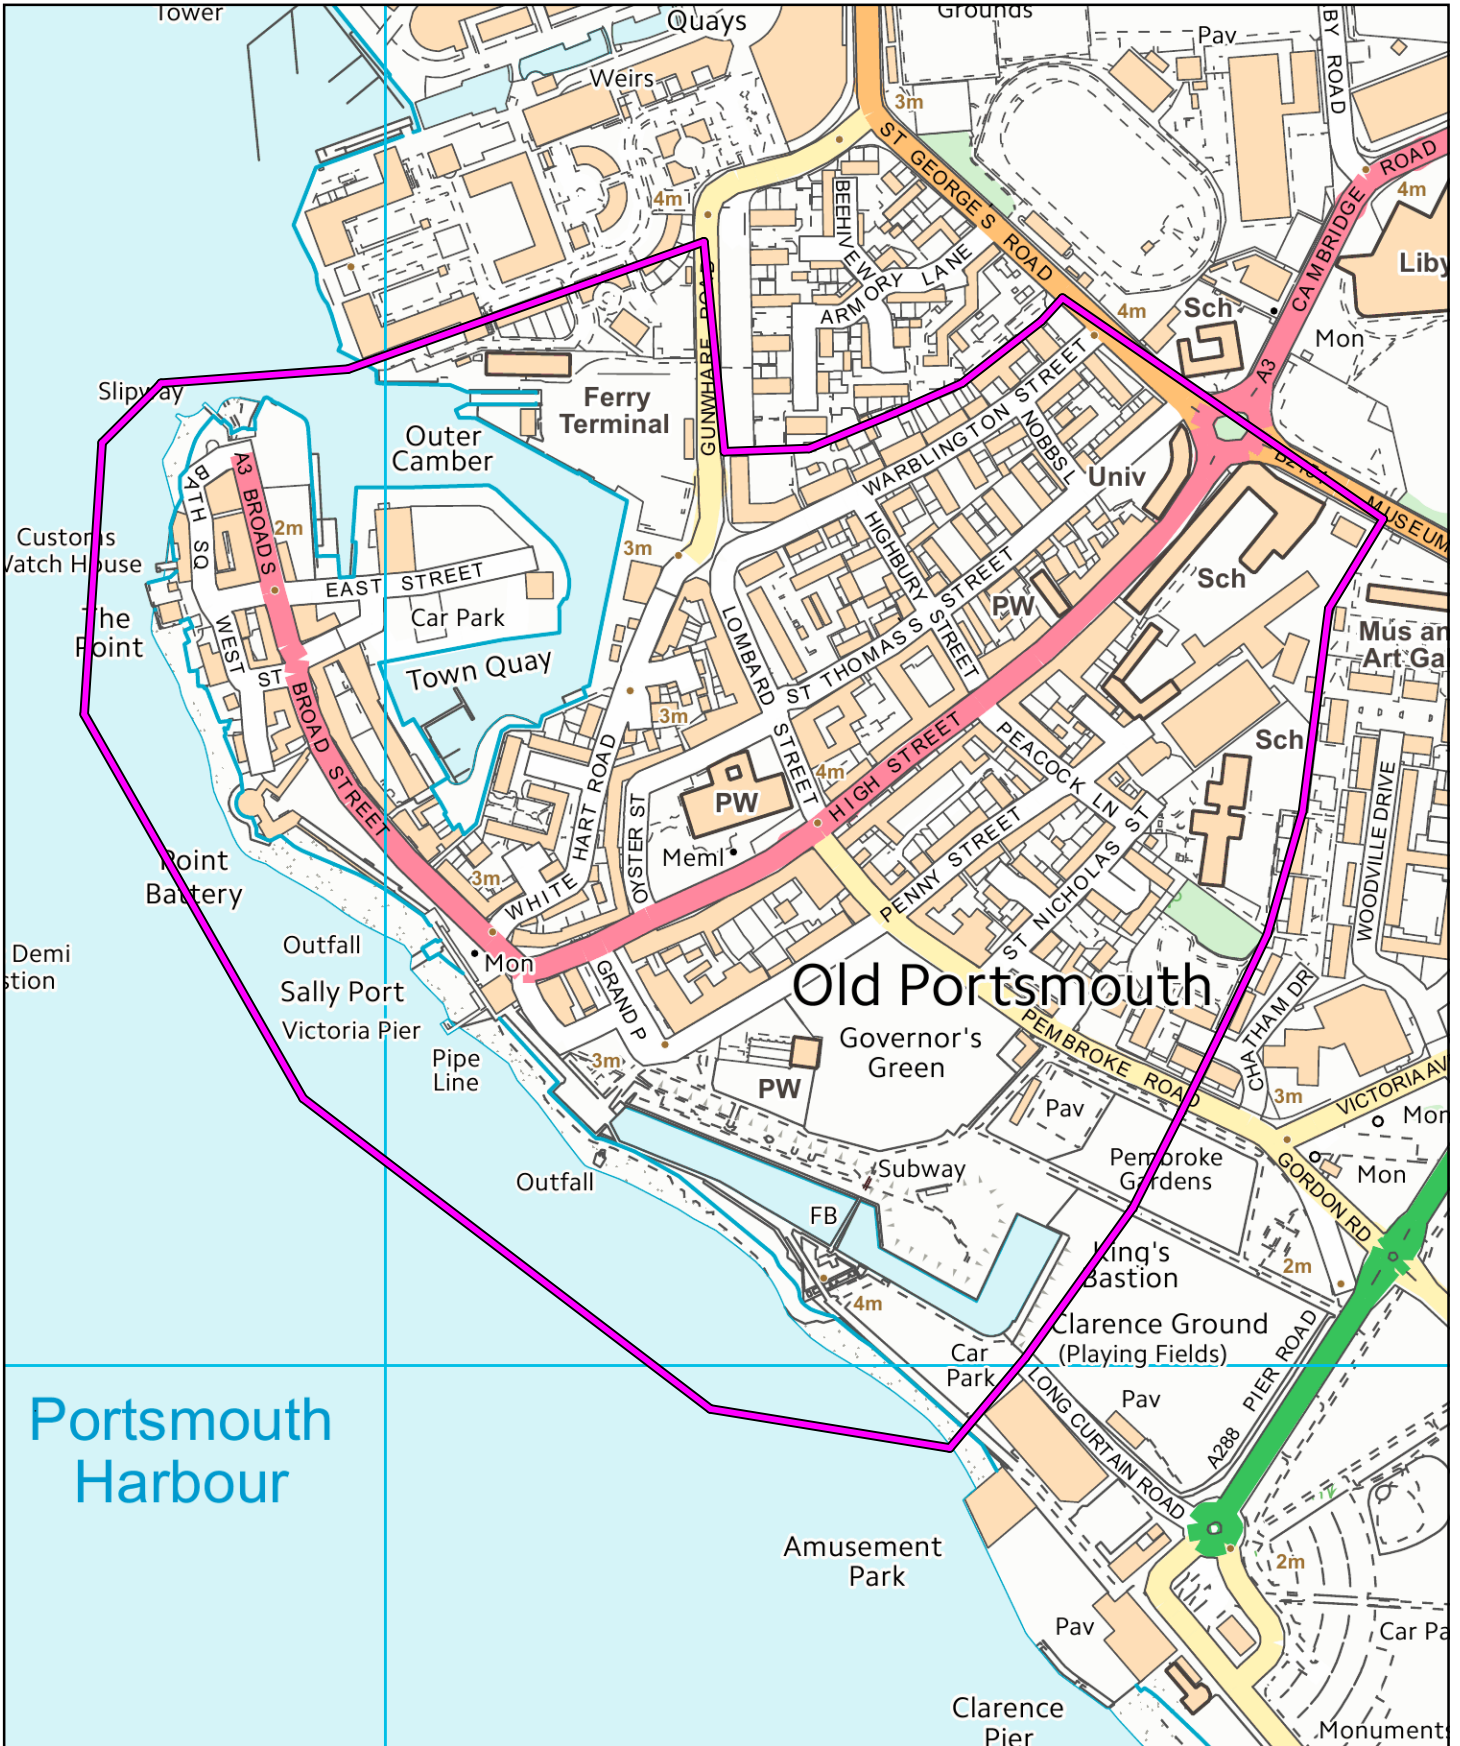 Tower
Quays
Grounds
Pav
BY ROAD
Weirs
3m
ST GEORGE'S ROAD
CAMBRIDGE ROAD
4m
4m
BEEHIVE W
ARMORY LANE
Liby
4m
Sch
Mon
A3
Slipway
Ferry
Terminal
GUNWHARF ROAD
Outer
Camber
WARBLINGTON STREET
NOBBS L
Univ
MUSEUM
A3 BROAD S
BATH SQ
2m
Customs
Watch House
3m
HIGHBURY STREET
EAST STREET
Car Park
PW
Sch
The
Point
WEST ST
Town Quay
LOMBARD STREET
ST THOMAS'S STREET
Mus an
Art Ga
BROAD STREET
3m
4m
HIGH STREET
PEACOCK LN
Sch
WOODVILLE DRIVE
HART ROAD
WHITE
OYSTER ST
PW
Meml
PENNY STREET
ST NICHOLAS ST
Point
Battery
3m
Demi
stion
Outfall
Mon
Sally Port
Victoria Pier
GRAND P
Old Portsmouth
CHATHAM DR
Pipe
Line
3m
Governor's
Green
PW
PEMBROKE ROAD
Pav
3m
VICTORIA AV
Mon
Outfall
Subway
Pembroke
Gardens
Mon
GORDON RD
FB
King's
Bastion
2m
4m
Clarence Ground
(Playing Fields)
Car
Park
PIER ROAD
A288
LONG CURTAIN ROAD
Pav
Portsmouth
Harbour
Amusement
Park
2m
Pav
Car Pa
Clarence
Pier
Monuments